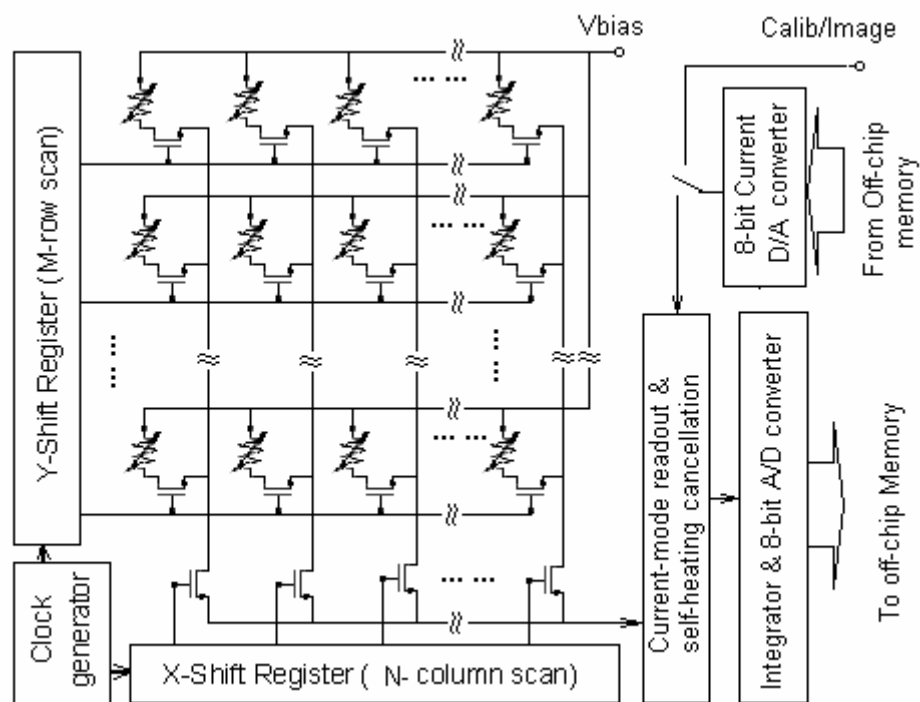 Vbias
Calib/Image
Y-Shift Register ( M-row scan)
8-bit Current
D/A converter
From Off-chip
memory
Current-mode readout &
self-heating cancellation
Integrator & 8-bit A/D converter
To off-chip Memory
Clock
generator
X-Shift Register ( N- column scan)